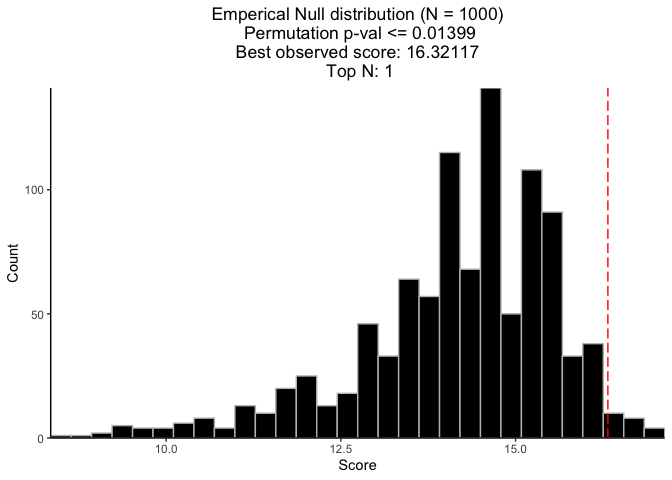 Emperical Null distribution (N = 1000)
Permutation p-val <= 0.01399
Best observed score: 16.32117
Top N: 1
100
50
0
Count
10.0 12.5 15.0
Score